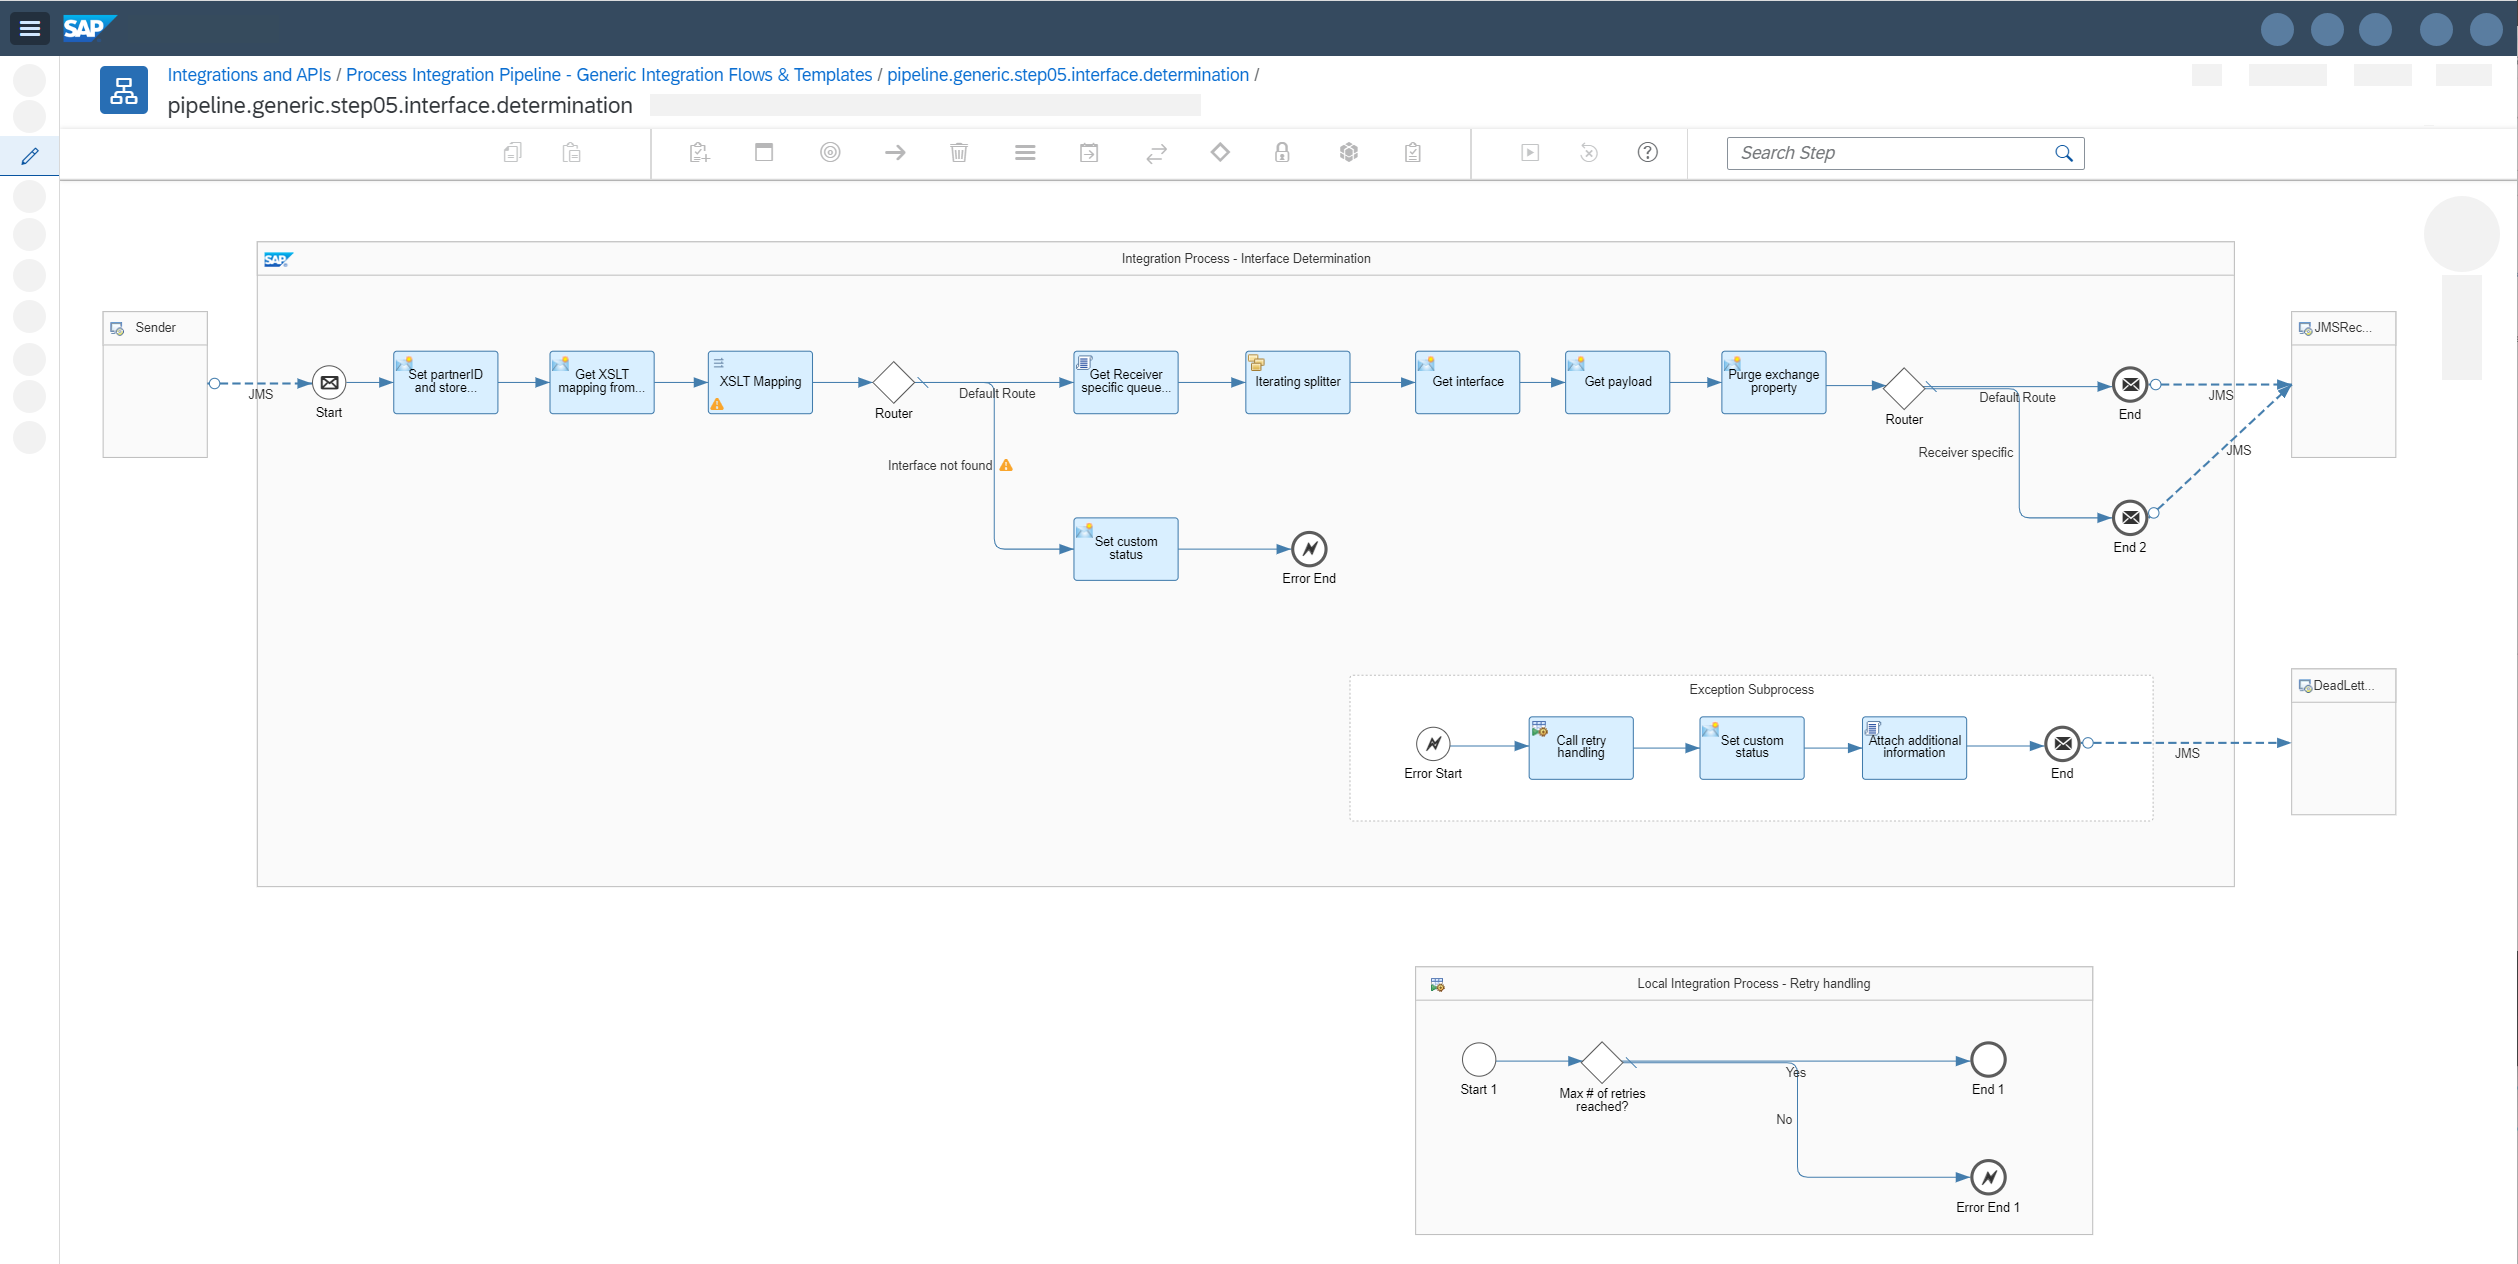 SAP
Integrations and APIs / Process Integration Pipeline - Generic Integration Flows & Templates / pipeline.generic.step05.interface.determination /
pipeline.generic.step05.interface.determination
Search Step
SAP
Integration Process - Interface Determination
Sender
JMS
Start
Set partnerID
and store...
Get XSLT
mapping from...
XSLT Mapping
Router
Default Route
Get Receiver
specific queue...
Iterating splitter
Get interface
Get payload
Purge exchange
property
Router
Default Route
End
JMS
JMSRec...
Interface not found
Receiver specific
JMS
Set custom
status
Error End
End 2
Exception Subprocess
Error Start
Call retry
handling
Set custom
status
Attach additional
information
End
JMS
DeadLett...
Local Integration Process - Retry handling
Start 1
Max # of retries
reached?
Yes
End 1
No
Error End 1